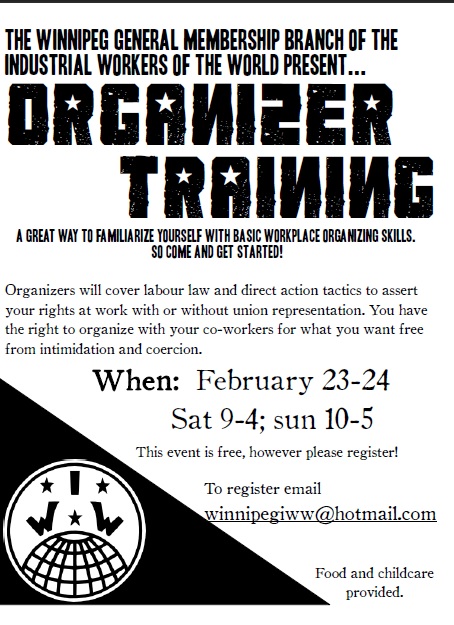 THE WINNIPEG GENERAL MEMBERSHIP BRANCH OF THE
INDUSTRIAL WORKERS OF THE WORLD PRESENT...
ORGANIZER
TRAINING
A GREAT WAY TO FAMILIARIZE YOURSELF WITH BASIC WORKPLACE ORGANIZING SKILLS.
SO COME AND GET STARTED!
Organizers will cover labour law and direct action tactics to assert
your rights at work with or without union representation. You have
the right to organize with your co-workers for what you want free
from intimidation and coercion.
When: February 23-24
Sat 9-4; sun 10-5
This event is free, however please register!
To register email
winnipegiww@hotmail.com
I W W
Food and childcare
provided.